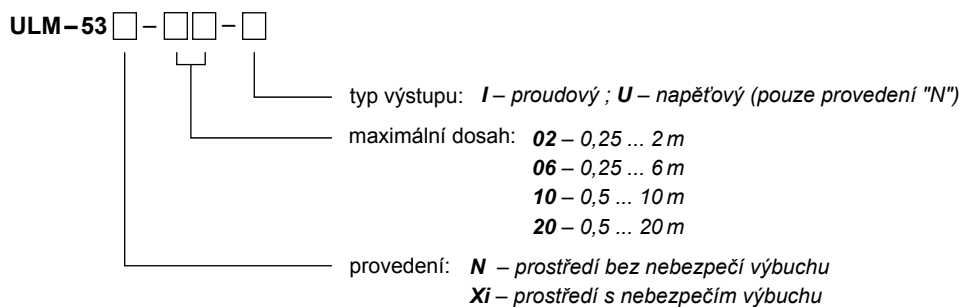 ULM–53 – –
typ výstupu: I – proudový ; U – napěťový (pouze provedení "N")
maximální dosah: 02 – 0,25 ... 2 m
06 – 0,25 ... 6 m
10 – 0,5 ... 10 m
20 – 0,5 ... 20 m
provedení: N – prostředí bez nebezpečí výbuchu
Xi – prostředí s nebezpečím výbuchu